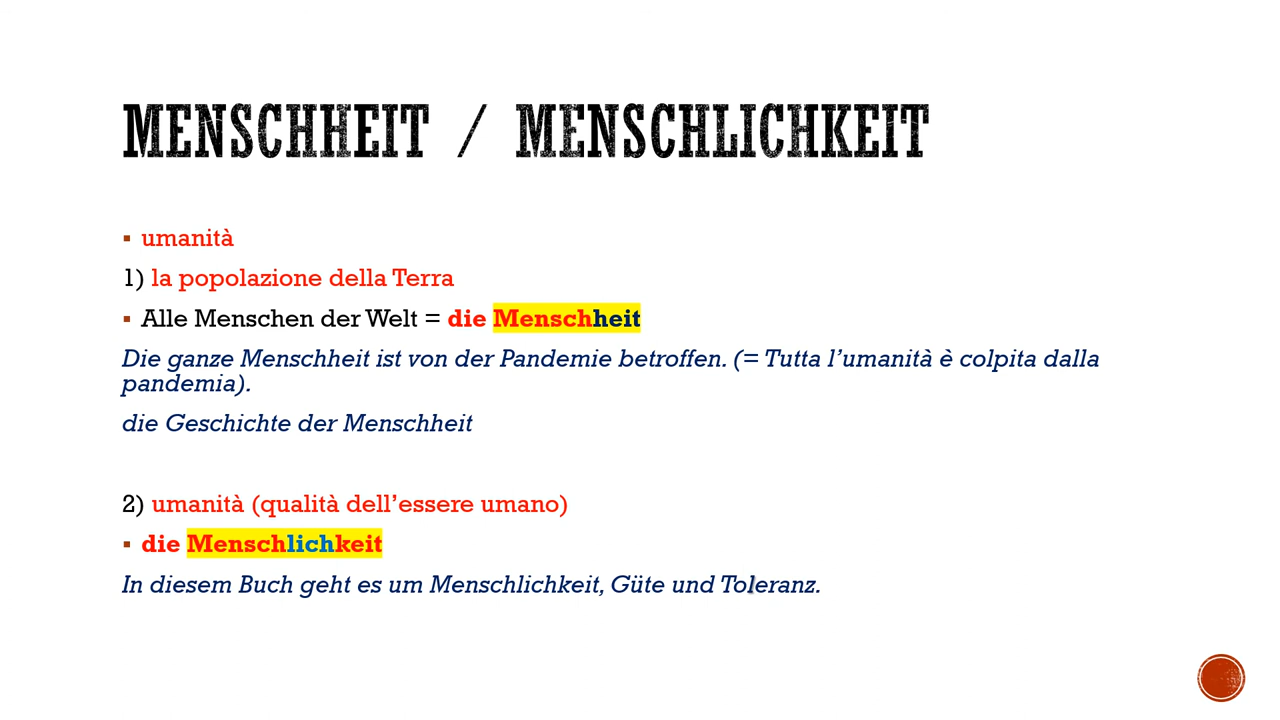 MENSCHHEIT / MENSCHLICHKEIT
▪ umanità
1) la popolazione della Terra
▪ Alle Menschen der Welt = die Menschheit
Die ganze Menschheit ist von der Pandemie betroffen. (= Tutta l’umanità è colpita dalla
pandemia).
die Geschichte der Menschheit
2) umanità (qualità dell’essere umano)
▪ die Menschlichkeit
In diesem Buch geht es um Menschlichkeit, Güte und Toleranz.